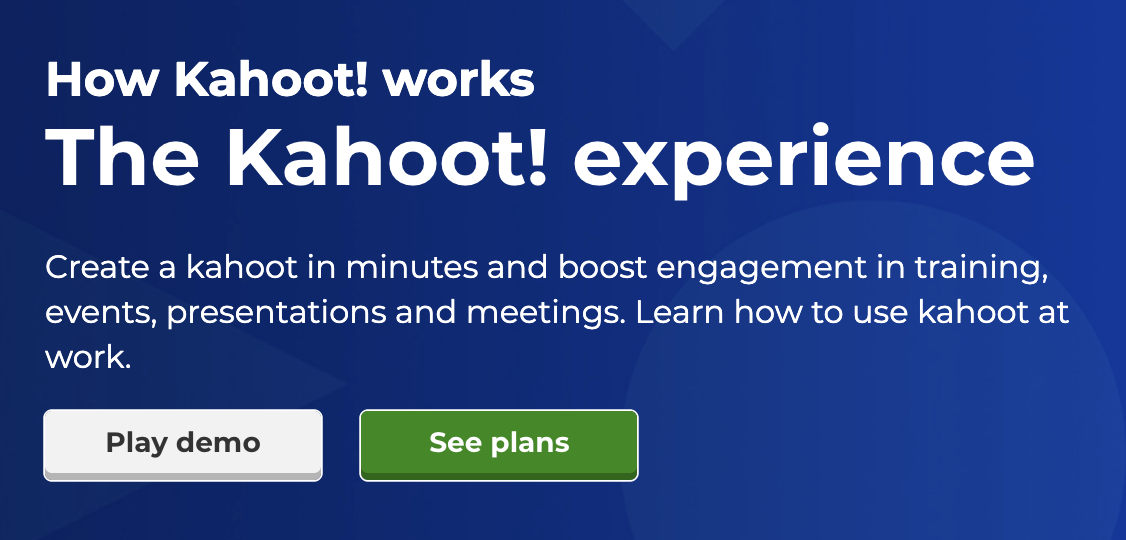 How Kahoot! works
The Kahoot! experience
Create a kahoot in minutes and boost engagement in training,
events, presentations and meetings. Learn how to use kahoot at
work.
Play demo
See plans